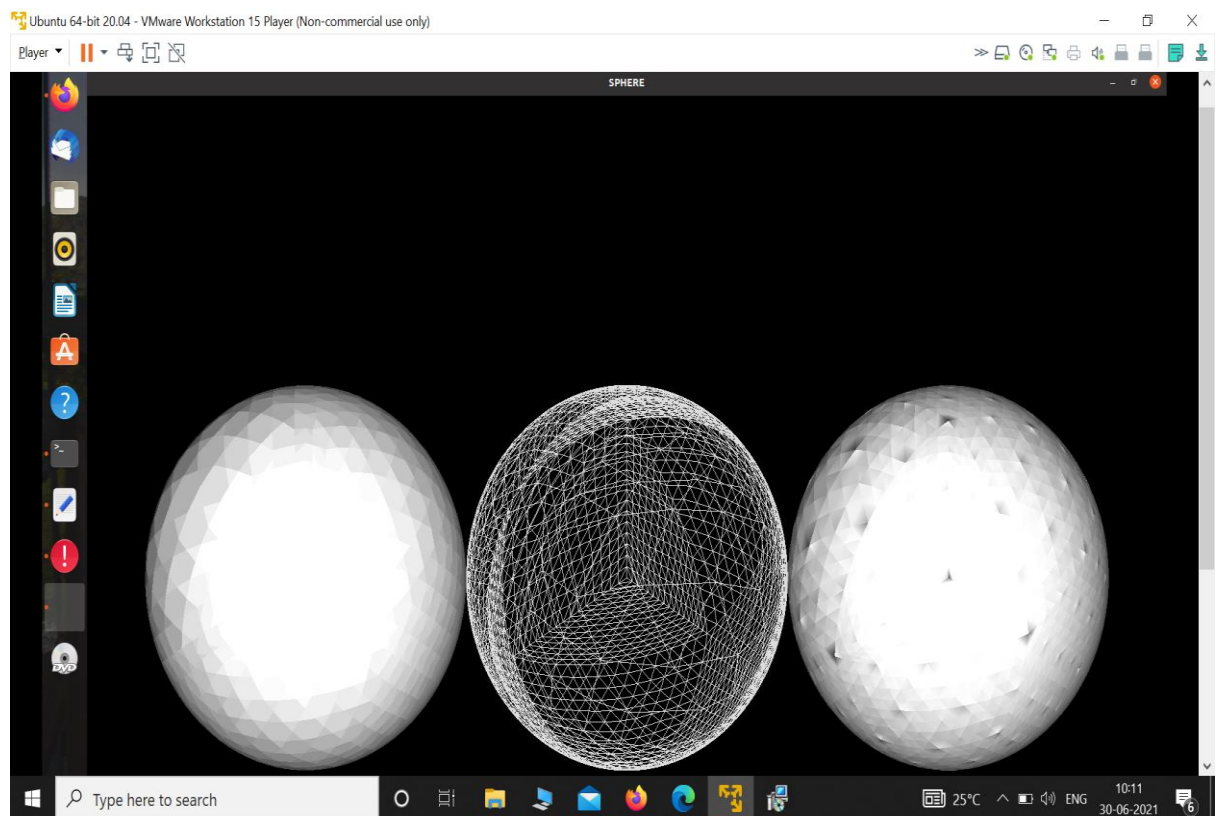 Ubuntu 64-bit 20.04 - VMware Workstation 15 Player (Non-commercial use only)
Player
SPHERE
A
?
>_
!
DVD
Type here to search
25°C
ENG
10:11
30-06-2021
6